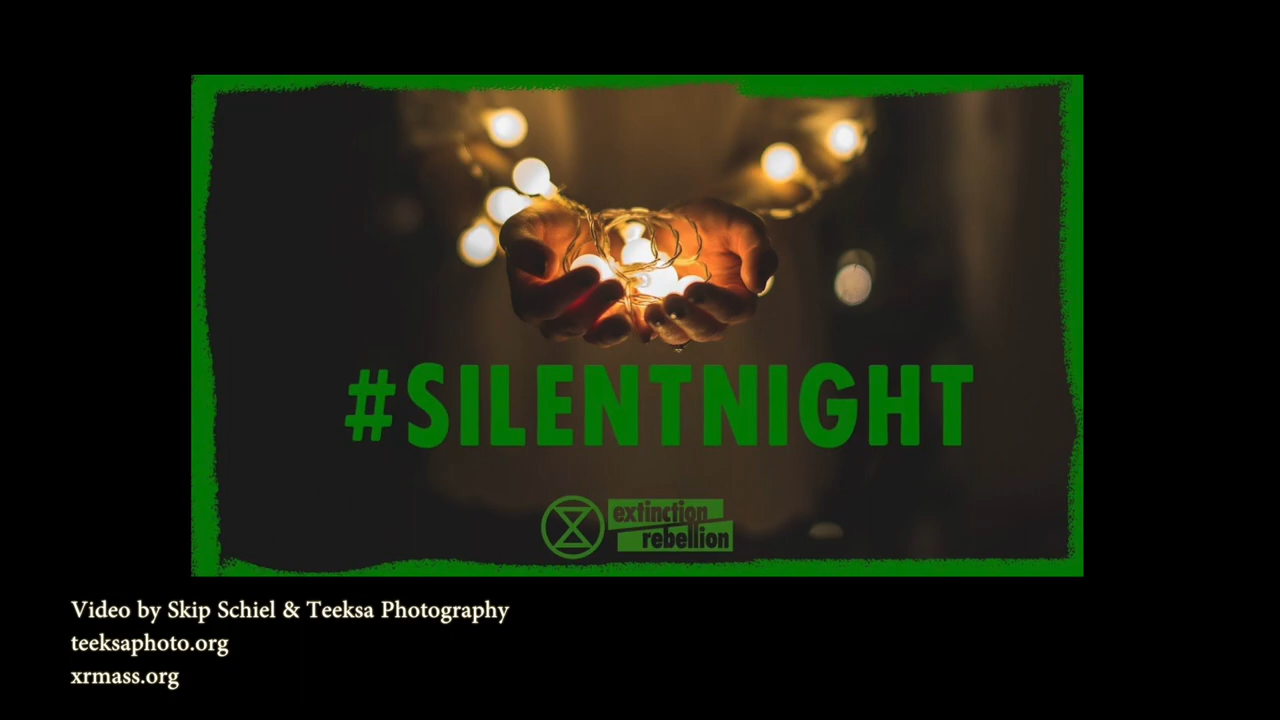 #SILENTNIGHT
extinction
rebellion
Video by Skip Schiel & Teeksa Photography
teeksaphoto.org
xrmass.org